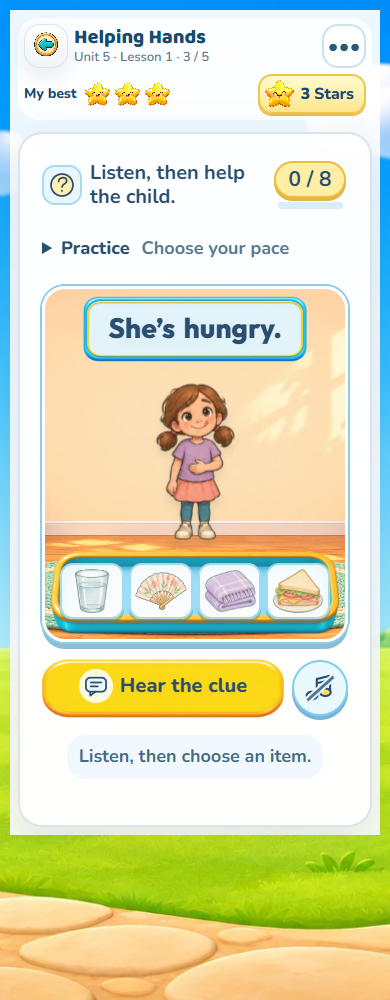 Helping Hands
Unit 5 · Lesson 1 · 3 / 5
My best
3 Stars
?
Listen, then help
the child.
0 / 8
Practice Choose your pace
She's hungry.
Hear the clue
Listen, then choose an item.